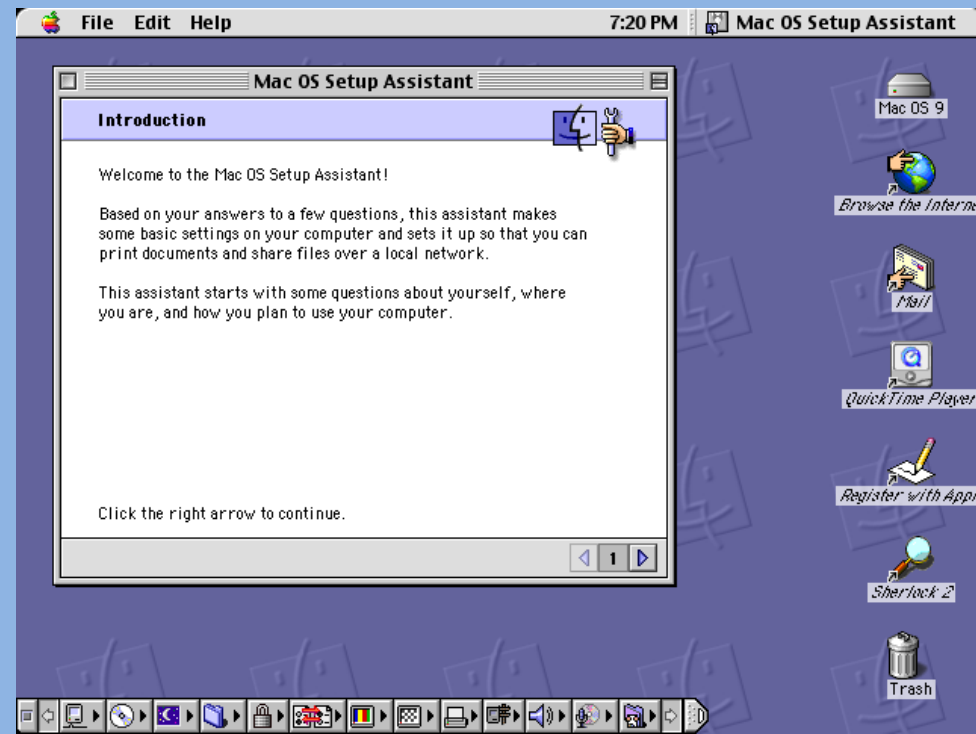 File Edit Help 7:20 PM Mac OS Setup Assistant
Mac OS Setup Assistant
Introduction
Welcome to the Mac OS Setup Assistant!
Based on your answers to a few questions, this assistant makes
some basic settings on your computer and sets it up so that you can
print documents and share files over a local network.
This assistant starts with some questions about yourself, where
you are, and how you plan to use your computer.
Click the right arrow to continue.
1
Mac OS 9
Browse the Interne
Mail
QuickTime Player
Register with Appl
Sherlock 2
Trash